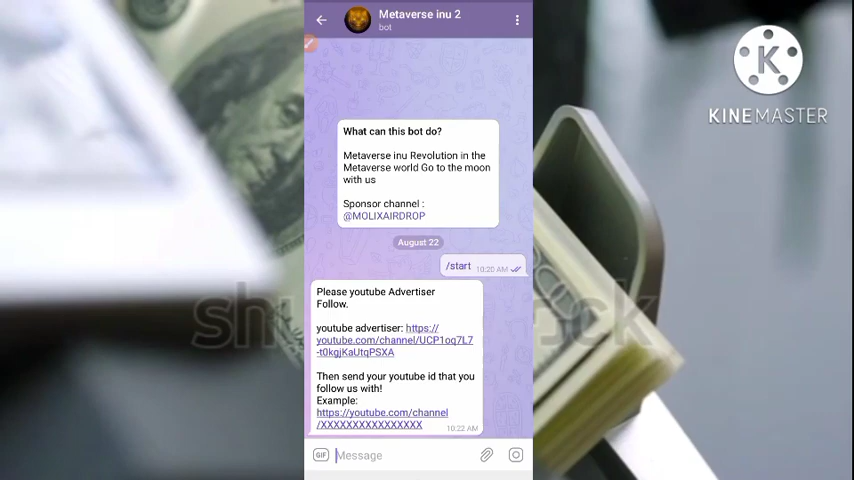 Metaverse inu 2
bot
KINEMASTER
What can this bot do?
Metaverse inu Revolution in the
Metaverse world Go to the moon
with us
Sponsor channel :
@MOLIXAIRDROP
August 22
/start 10:20 AM
Please youtube Advertiser
Follow.
youtube advertiser: https://
youtube.com/channel/UCP1oq7L7
-t0kgjKaUtqPSXA
Then send your youtube id that you
follow us with!
Example:
https://youtube.com/channel
/XXXXXXXXXXXXXXXX
10:22 AM
GIF Message